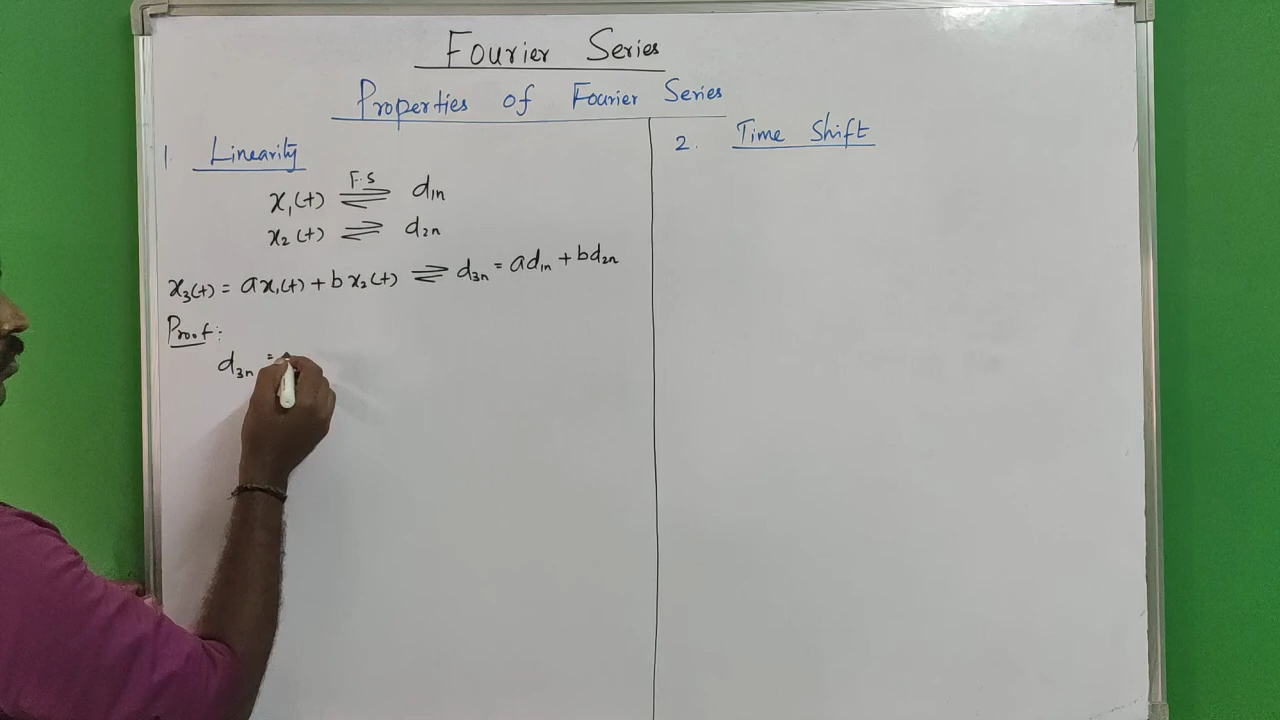 Fourier Series
Properties of Fourier Series
1. Linearity
x₁(t) ⇌ d₁ₙ
F.S
x₂(t) ⇌ d₂ₙ
x₃(t) = ax₁(t) + bx₂(t) ⇌ d₃ₙ = ad₁ₙ + bd₂ₙ
Proof:
d₃ₙ =
2. Time Shift